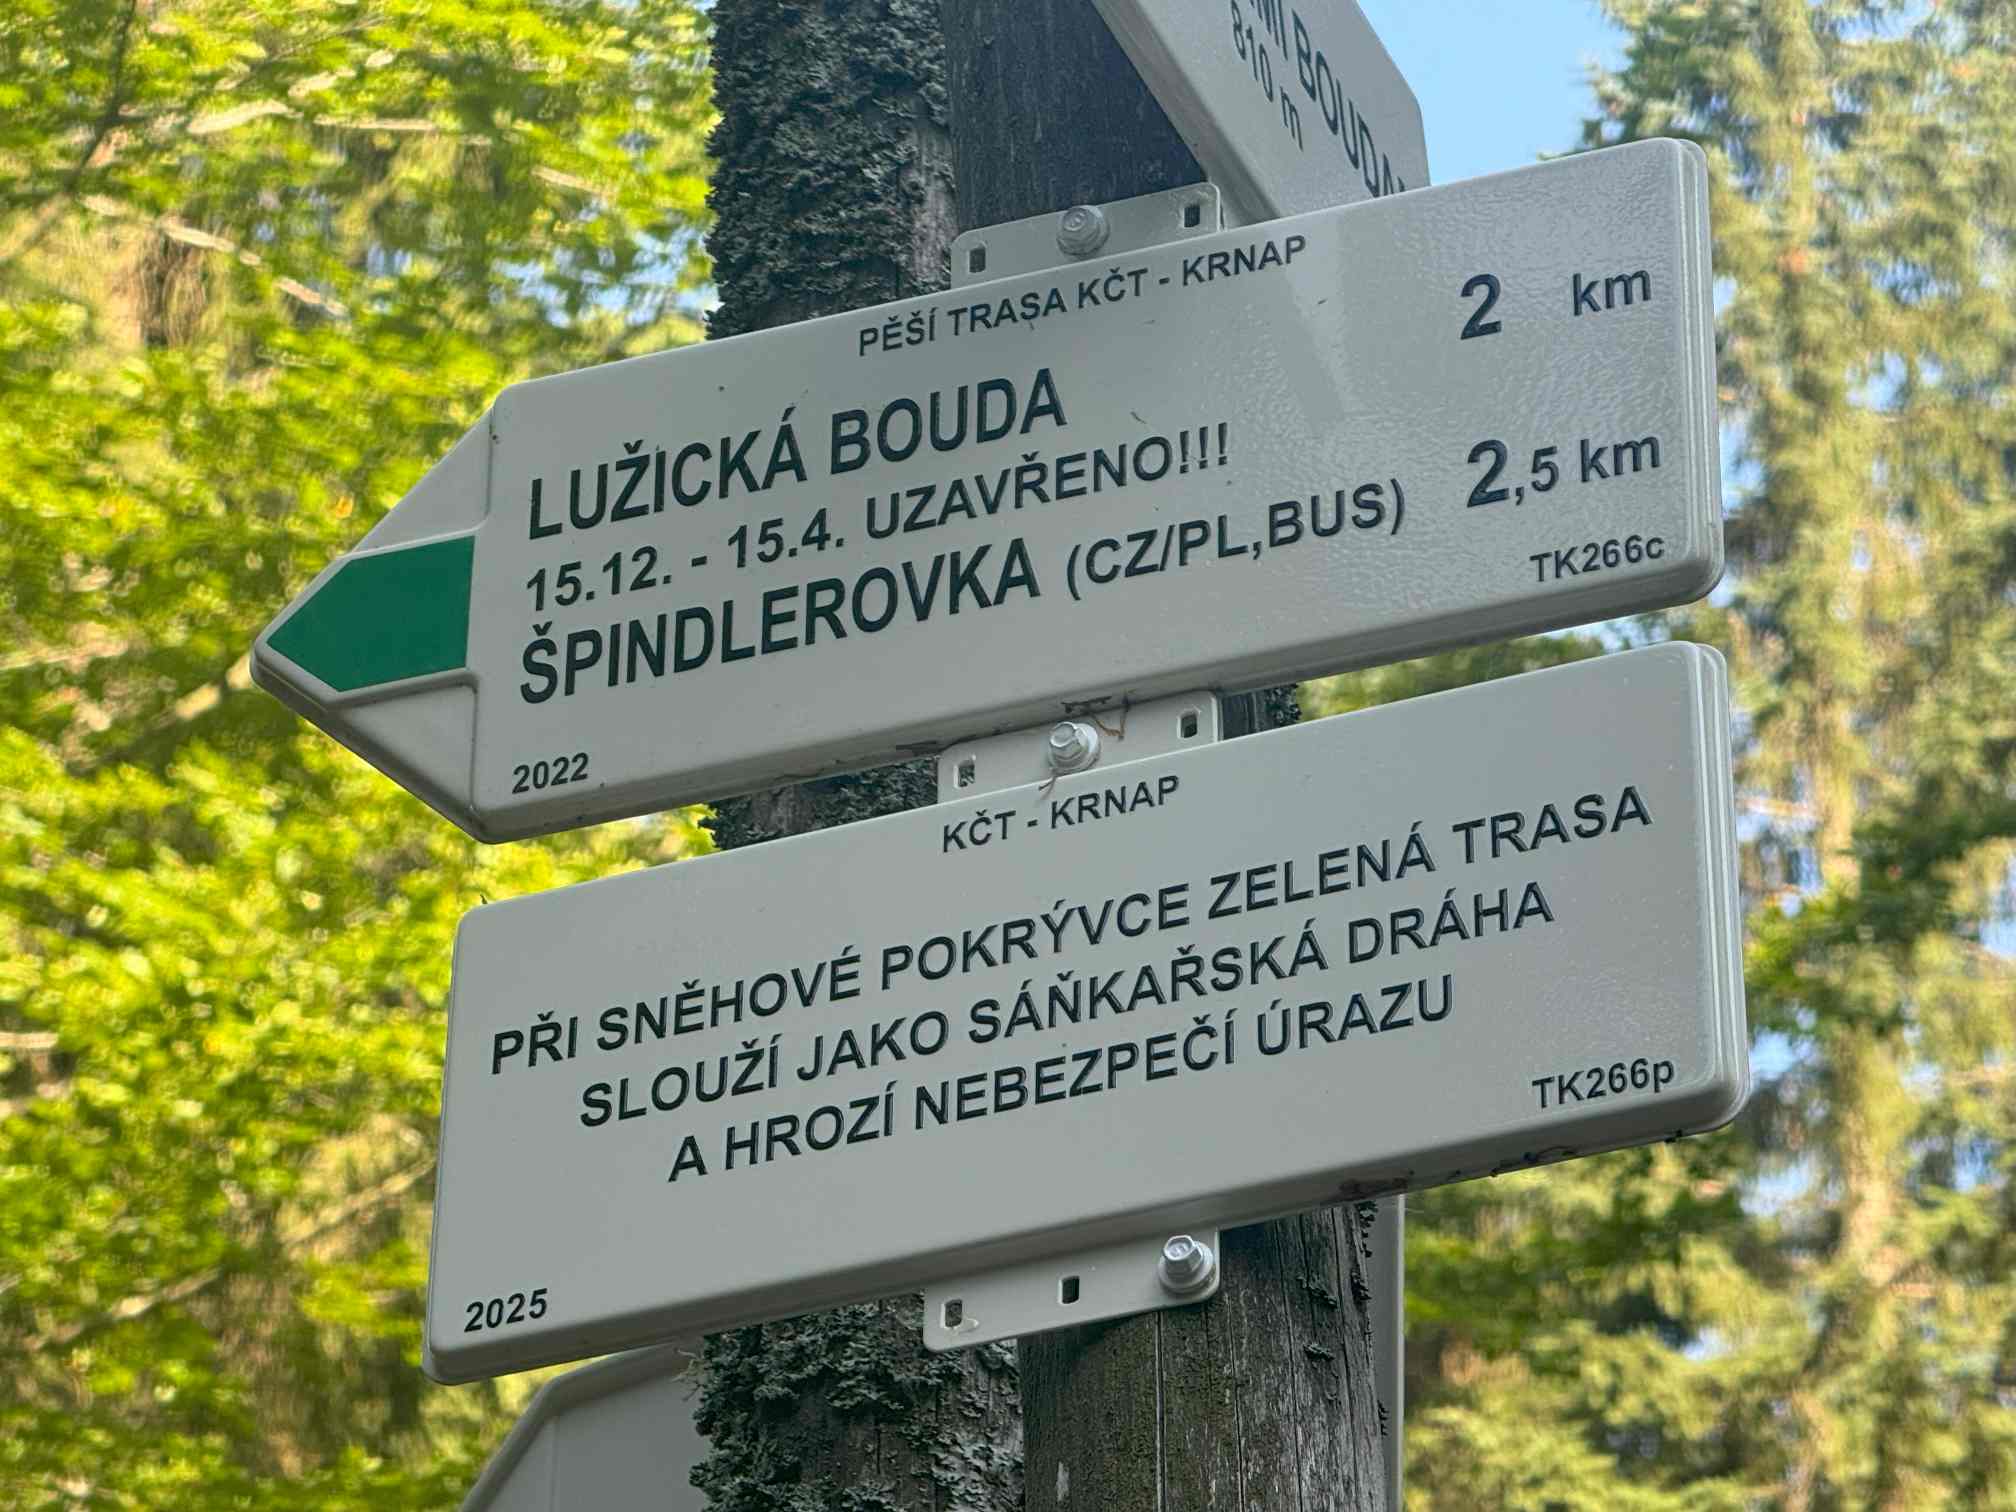 BOUDA
810 m
PĚŠÍ TRASA KČT - KRNAP
LUŽICKÁ BOUDA 2 km
15.12. - 15.4. UZAVŘENO!!!
ŠPINDLEROVKA (CZ/PL,BUS) 2,5 km
TK266c
2022
KČT - KRNAP
PŘI SNĚHOVÉ POKRÝVCE ZELENÁ TRASA
SLOUŽÍ JAKO SÁŇKAŘSKÁ DRÁHA
A HROZÍ NEBEZPEČÍ ÚRAZU
TK266p
2025